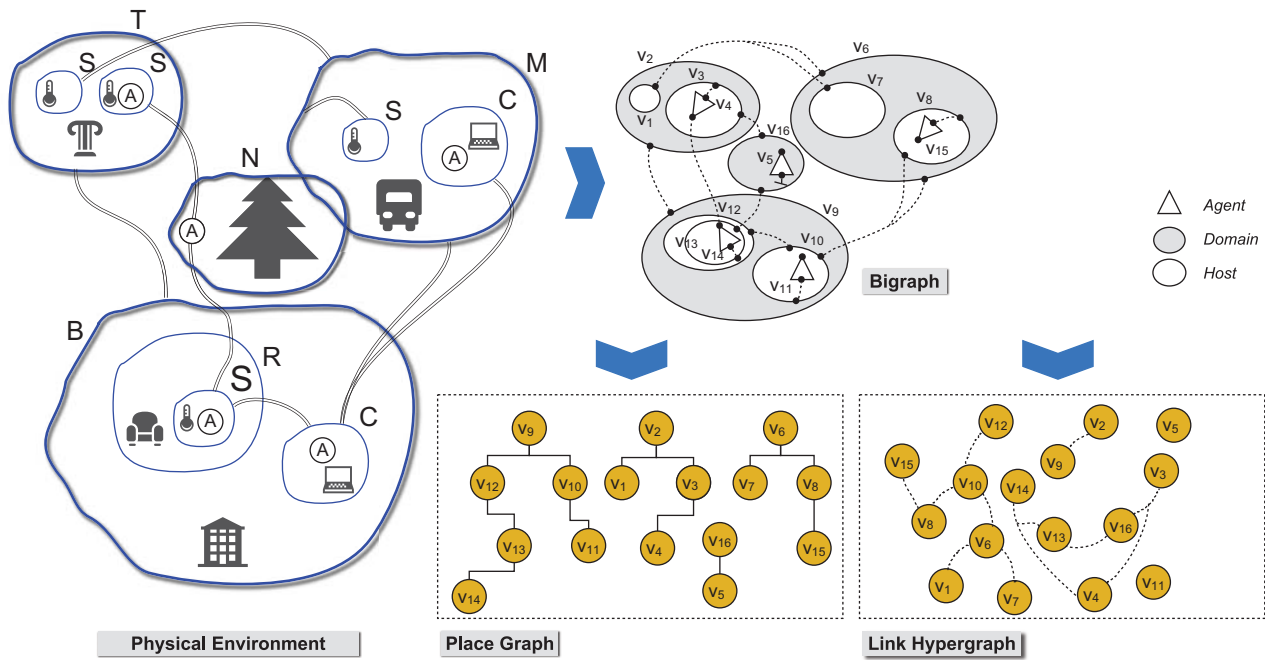 T
S
S
A
M
S
C
A
N
A
B
R
S
A
C
A
Physical Environment
v2
v3
v4
v1
v16
v5
v6
v7
v8
v15
v12
v9
v13
v14
v10
v11
Bigraph
Agent
Domain
Host
v9
v2
v6
v12
v10
v1
v3
v7
v8
v13
v11
v4
v16
v15
v14
v5
Place Graph
v12
v2
v5
v15
v9
v3
v10
v14
v8
v13
v16
v6
v1
v7
v4
v11
Link Hypergraph